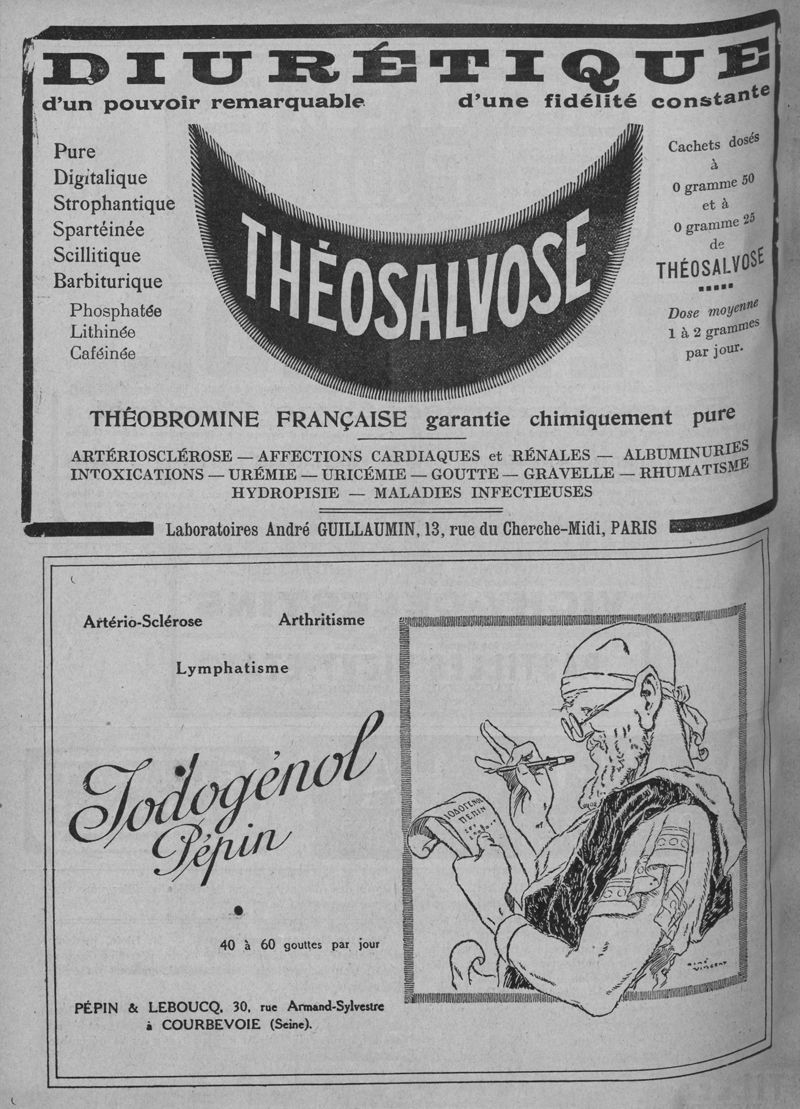 DIURÉTIQUE
d'un pouvoir remarquable d'une fidélité constante
Pure
Digitalique
Strophantique
Spartéinée
Scillitique
Barbiturique
Phosphatée
Lithinée
Caféinée
THÉOSALVOSE
Cachets dosés
à
0 gramme 50
et à
0 gramme 25
de
THÉOSALVOSE
Dose moyenne
1 à 2 grammes
par jour.
THÉOBROMINE FRANÇAISE garantie chimiquement pure
ARTÉRIOSCLÉROSE — AFFECTIONS CARDIAQUES et RÉNALES — ALBUMINURIES
INTOXICATIONS — URÉMIE — URICÉMIE — GOUTTE — GRAVELLE — RHUMATISME
HYDROPISIE — MALADIES INFECTIEUSES
Laboratoires André GUILLAUMIN, 13, rue du Cherche-Midi, PARIS
Artério-Sclérose Arthritisme
Lymphatisme
Iodogénol
Pépin
40 à 60 gouttes par jour
PÉPIN & LEBOUCQ, 30, rue Armand-Sylvestre
à COURBEVOIE (Seine).
PEPIN
RENÉ
VINCENT